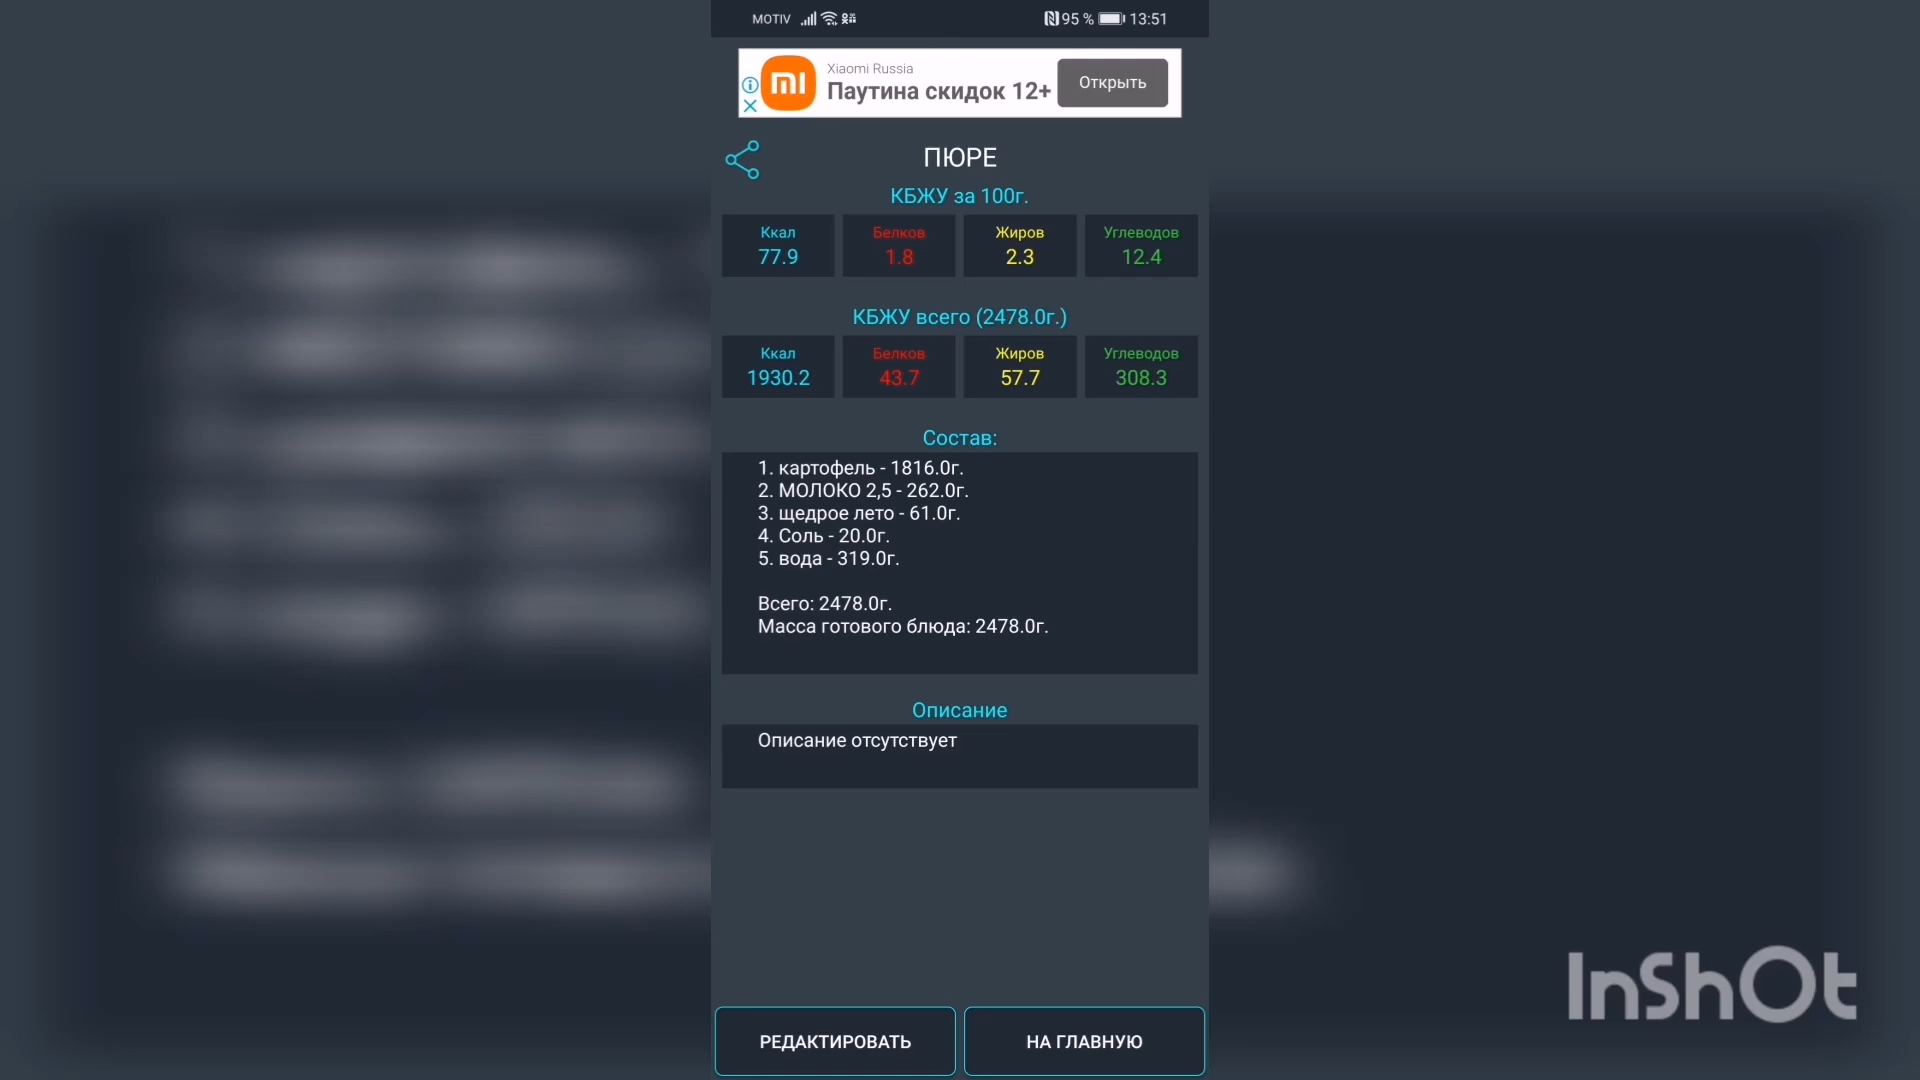 MOTIV 95 % 13:51
Xiaomi Russia
Паутина скидок 12+
Открыть
ПЮРЕ
КБЖУ за 100г.
Ккал Белков Жиров Углеводов
77.9 1.8 2.3 12.4
КБЖУ всего (2478.0г.)
Ккал Белков Жиров Углеводов
1930.2 43.7 57.7 308.3
Состав:
1. картофель - 1816.0г.
2. МОЛОКО 2,5 - 262.0г.
3. щедрое лето - 61.0г.
4. Соль - 20.0г.
5. вода - 319.0г.
Всего: 2478.0г.
Масса готового блюда: 2478.0г.
Описание
Описание отсутствует
РЕДАКТИРОВАТЬ НА ГЛАВНУЮ
InShOt